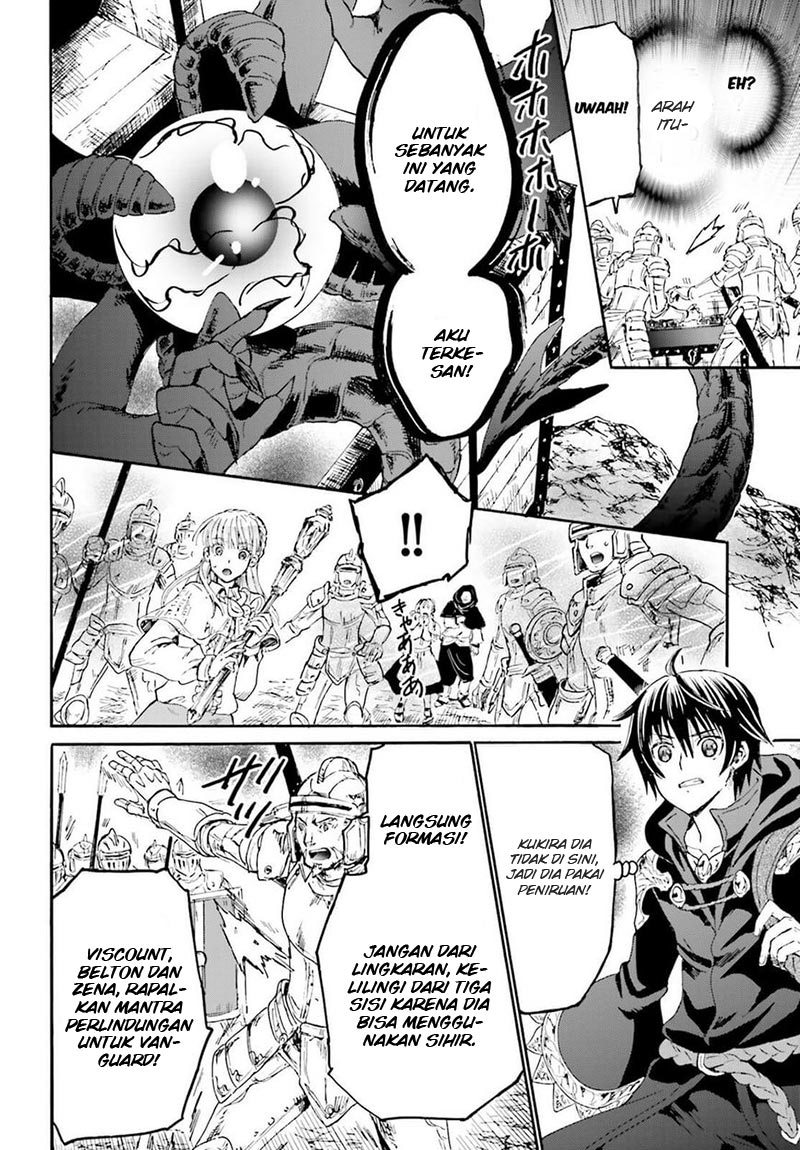 EH?
ARAH
ITU-
UWAAH!
ホホホホーホ
UNTUK
SEBANYAK
INI YANG
DATANG.
AKU
TERKE-
SAN!
!!
きゃああああ
KUKIRA DIA
TIDAK DI SINI,
JADI DIA PAKAI
PENIRUAN!
LANGSUNG
FORMASI!
JANGAN DARI
LINGKARAN, KE-
LILINGI DARI TIGA
SISI KARENA DIA
BISA MENGGU-
NAKAN SIHIR.
VISCOUNT,
BELTON DAN
ZENA, RAPAL-
KAN MANTRA
PERLINDUNGAN
UNTUK VAN-
GUARD!